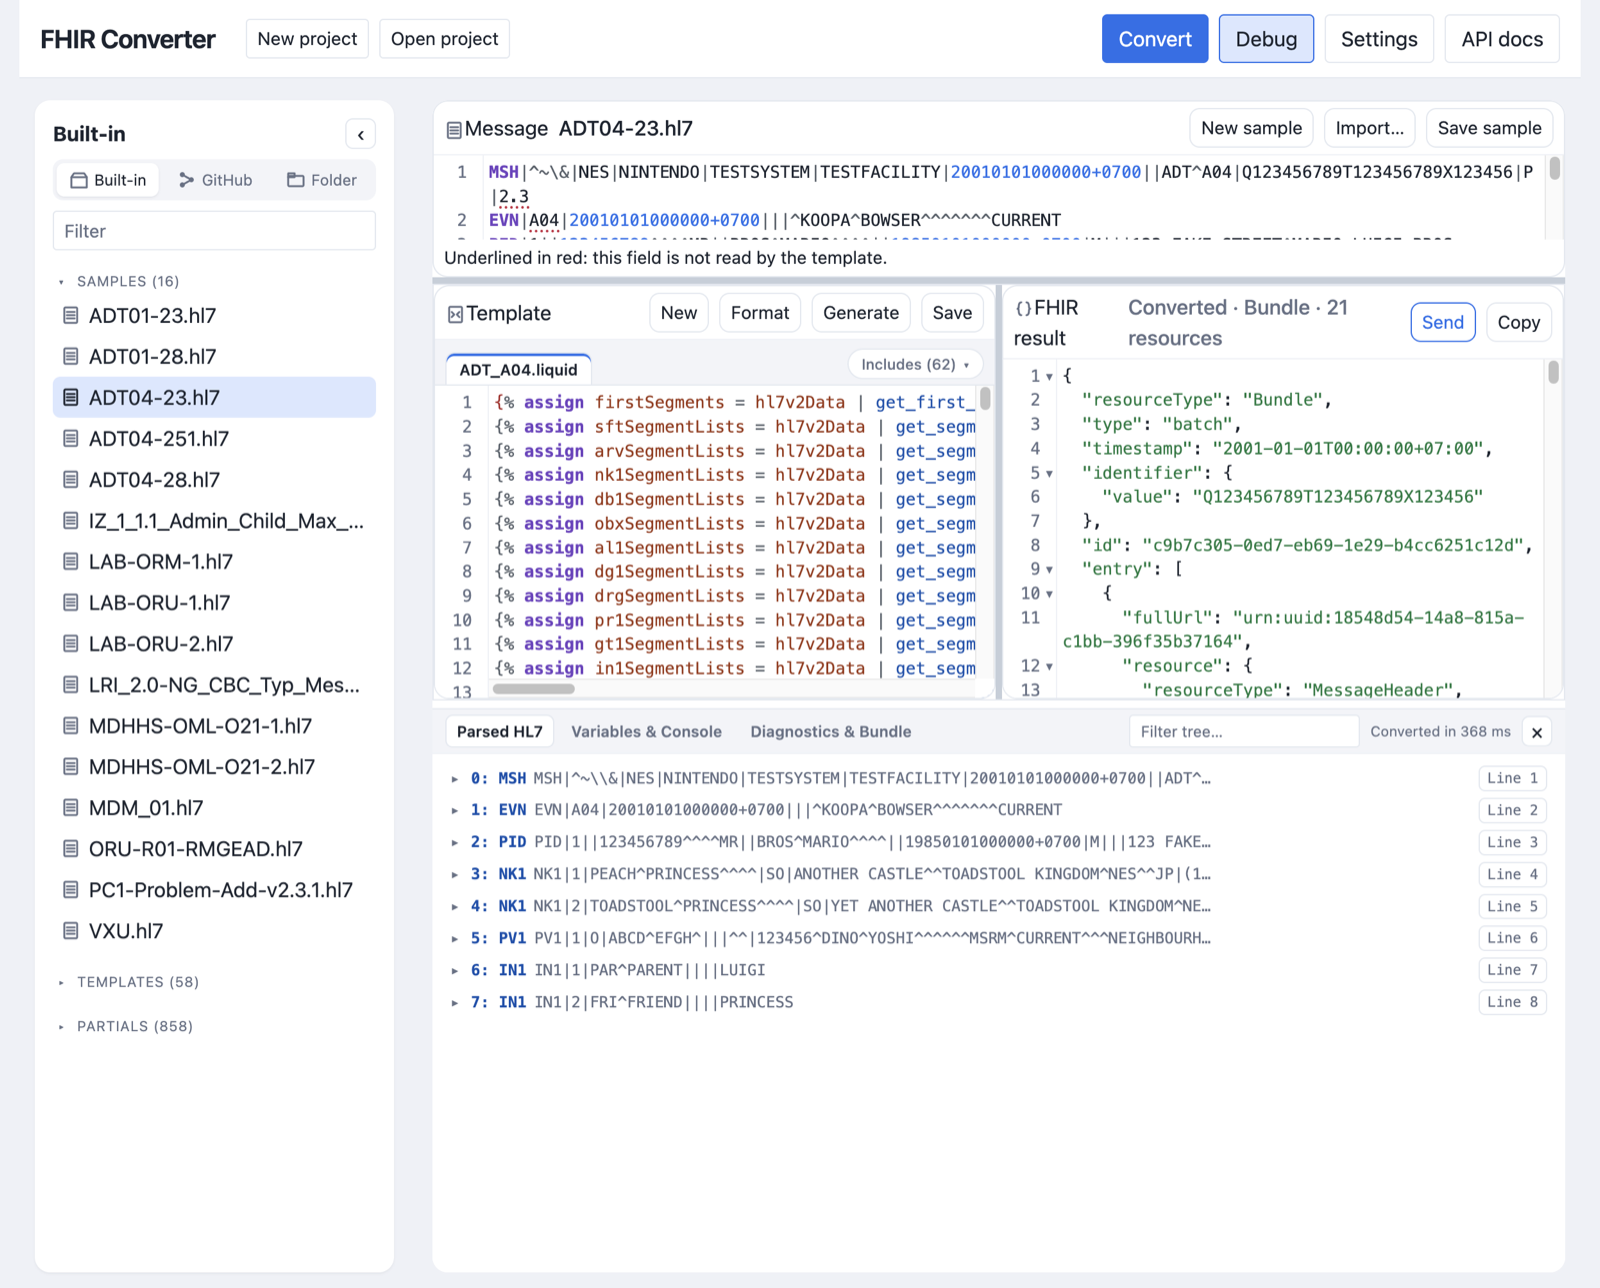 FHIR Converter
New project
Open project
Convert
Debug
Settings
API docs
Built-in
‹
Built-in
GitHub
Folder
Filter
SAMPLES (16)
ADT01-23.hl7
ADT01-28.hl7
ADT04-23.hl7
ADT04-251.hl7
ADT04-28.hl7
IZ_1_1.1_Admin_Child_Max_...
LAB-ORM-1.hl7
LAB-ORU-1.hl7
LAB-ORU-2.hl7
LRI_2.0-NG_CBC_Typ_Mes...
MDHHS-OML-O21-1.hl7
MDHHS-OML-O21-2.hl7
MDM_01.hl7
ORU-R01-RMGEAD.hl7
PC1-Problem-Add-v2.3.1.hl7
VXU.hl7
TEMPLATES (58)
PARTIALS (858)
Message ADT04-23.hl7
New sample
Import...
Save sample
1 MSH|^~\&|NES|NINTENDO|TESTSYSTEM|TESTFACILITY|20010101000000+0700||ADT^A04|Q123456789T123456789X123456|P
|2.3
2 EVN|A04|20010101000000+0700|||^KOOPA^BOWSER^^^^^^^CURRENT
Underlined in red: this field is not read by the template.
Template
New
Format
Generate
Save
ADT_A04.liquid
Includes (62)
1 {% assign firstSegments = hl7v2Data | get_first_
2 {% assign sftSegmentLists = hl7v2Data | get_segm
3 {% assign arvSegmentLists = hl7v2Data | get_segm
4 {% assign nk1SegmentLists = hl7v2Data | get_segm
5 {% assign db1SegmentLists = hl7v2Data | get_segm
6 {% assign obxSegmentLists = hl7v2Data | get_segm
7 {% assign al1SegmentLists = hl7v2Data | get_segm
8 {% assign dg1SegmentLists = hl7v2Data | get_segm
9 {% assign drgSegmentLists = hl7v2Data | get_segm
10 {% assign pr1SegmentLists = hl7v2Data | get_segm
11 {% assign gt1SegmentLists = hl7v2Data | get_segm
12 {% assign in1SegmentLists = hl7v2Data | get_segm
13
{} FHIR
result
Converted · Bundle · 21
resources
Send
Copy
1 {
2 "resourceType": "Bundle",
3 "type": "batch",
4 "timestamp": "2001-01-01T00:00:00+07:00",
5 "identifier": {
6 "value": "Q123456789T123456789X123456"
7 },
8 "id": "c9b7c305-0ed7-eb69-1e29-b4cc6251c12d",
9 "entry": [
10 {
11 "fullUrl": "urn:uuid:18548d54-14a8-815a-
c1bb-396f35b37164",
12 "resource": {
13 "resourceType": "MessageHeader",
Parsed HL7
Variables & Console
Diagnostics & Bundle
Filter tree...
Converted in 368 ms
×
0: MSH MSH|^~\\&|NES|NINTENDO|TESTSYSTEM|TESTFACILITY|20010101000000+0700||ADT^… Line 1
1: EVN EVN|A04|20010101000000+0700|||^KOOPA^BOWSER^^^^^^^CURRENT Line 2
2: PID PID|1||123456789^^^^MR||BROS^MARIO^^^^||19850101000000+0700|M|||123 FAKE… Line 3
3: NK1 NK1|1|PEACH^PRINCESS^^^^|SO|ANOTHER CASTLE^^TOADSTOOL KINGDOM^NES^^JP|(1… Line 4
4: NK1 NK1|2|TOADSTOOL^PRINCESS^^^^|SO|YET ANOTHER CASTLE^^TOADSTOOL KINGDOM^NE… Line 5
5: PV1 PV1|1|O|ABCD^EFGH^|||^^|123456^DINO^YOSHI^^^^^^MSRM^CURRENT^^^NEIGHBOURH… Line 6
6: IN1 IN1|1|PAR^PARENT||||LUIGI Line 7
7: IN1 IN1|2|FRI^FRIEND||||PRINCESS Line 8